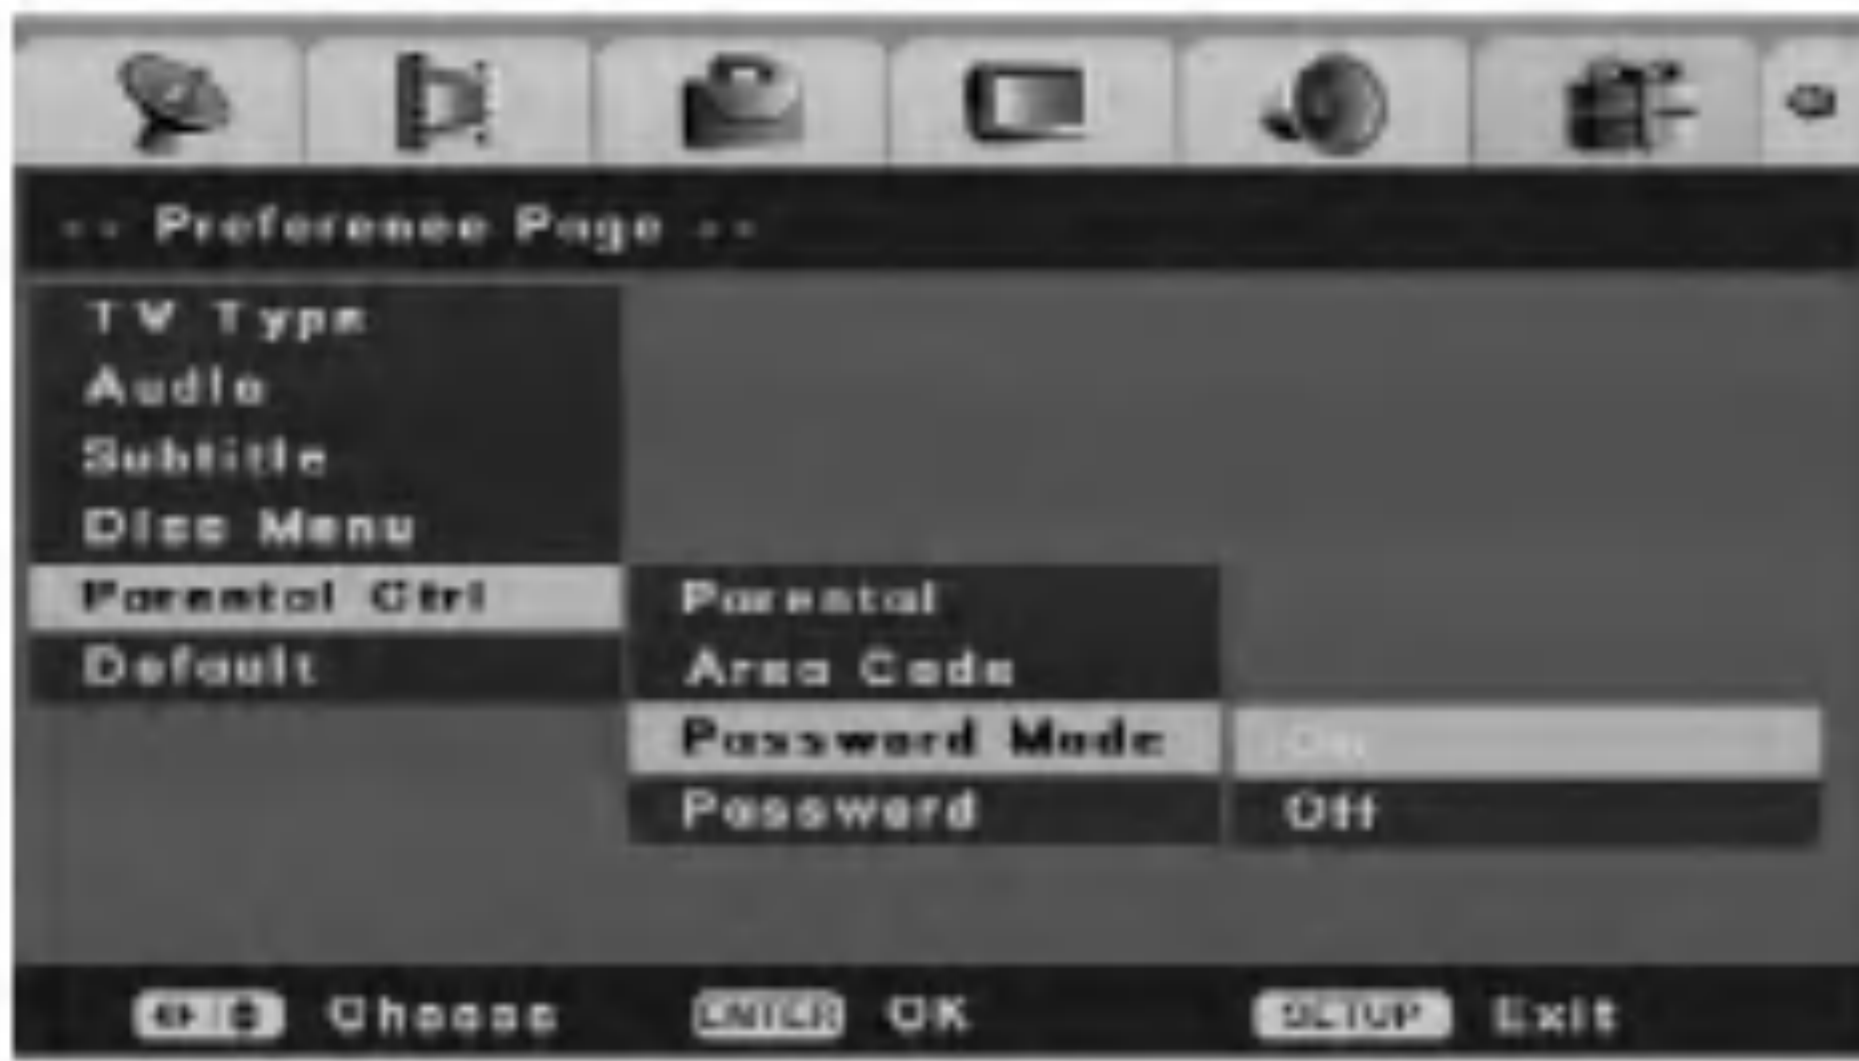 -- Preference Page --
TV Type
Audio
Subtitle
Disc Menu
Parental Ctrl
Default
Parental
Area Code
Password Mode
Password
On
Off
Choose
ENTER OK
SETUP Exit